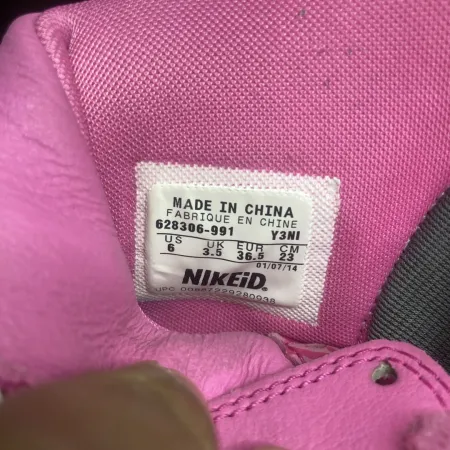 MADE IN CHINA
FABRIQUE EN CHINE
628306-991 Y3NI
US UK EUR CM
6 3.5 36.5 23
01/07/14
NIKEiD.
UPC